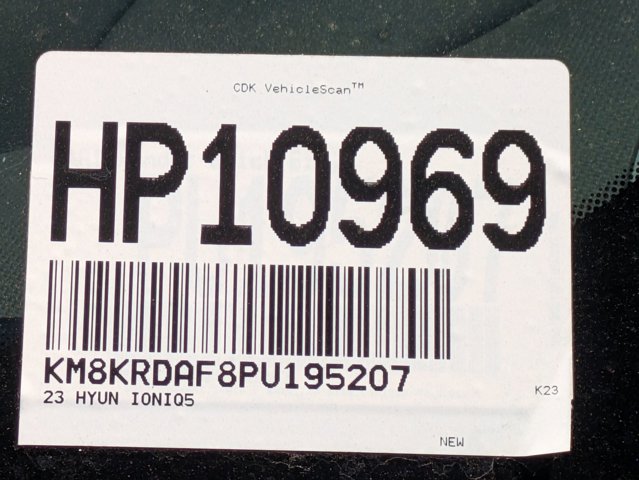 CDK VehicleScan™
HP10969
KM8KRDAF8PU195207
23 HYUN IONIQ5
K23
NEW